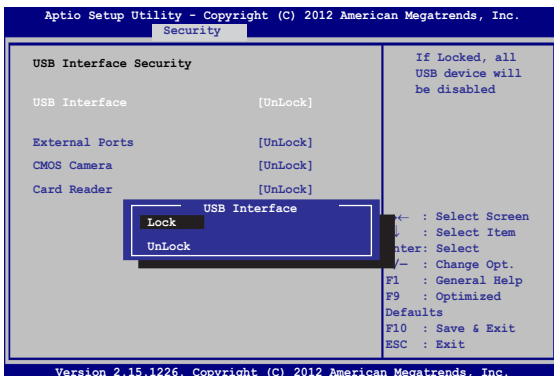 Aptio Setup Utility - Copyright (C) 2012 American Megatrends, Inc.
Security
USB Interface Security
USB Interface [UnLock]
External Ports [UnLock]
CMOS Camera [UnLock]
Card Reader [UnLock]
USB Interface
Lock
UnLock
If Locked, all
USB device will
be disabled
→← : Select Screen
: Select Item
nter: Select
/— : Change Opt.
F1 : General Help
F9 : Optimized
Defaults
F10 : Save & Exit
ESC : Exit
Version 2.15.1226. Copyright (C) 2012 American Megatrends, Inc.